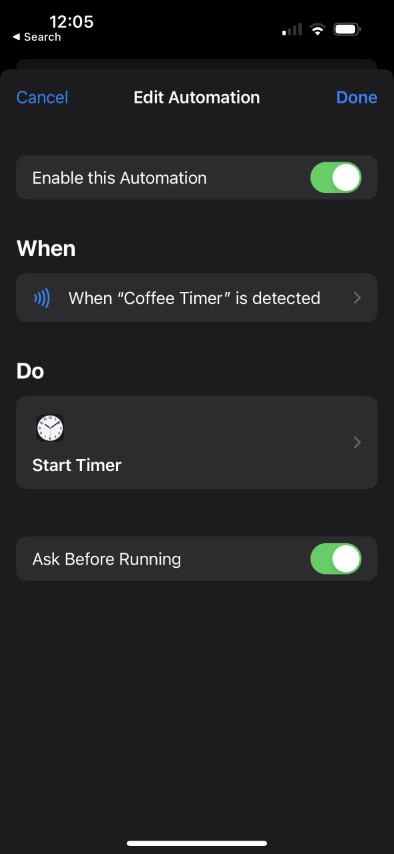 12:05
◀ Search
Cancel
Edit Automation
Done
Enable this Automation
When
When “Coffee Timer” is detected
Do
Start Timer
Ask Before Running